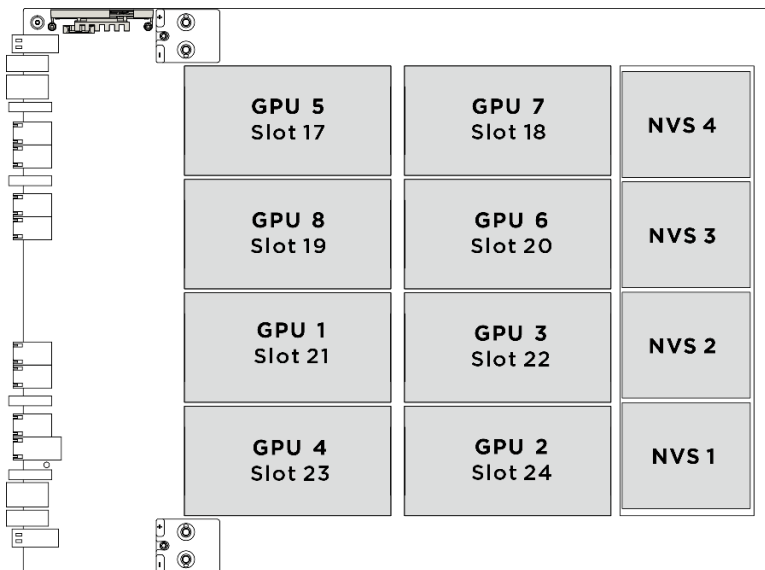 GPU 5
Slot 17
GPU 7
Slot 18
NVS 4
GPU 8
Slot 19
GPU 6
Slot 20
NVS 3
GPU 1
Slot 21
GPU 3
Slot 22
NVS 2
GPU 4
Slot 23
GPU 2
Slot 24
NVS 1